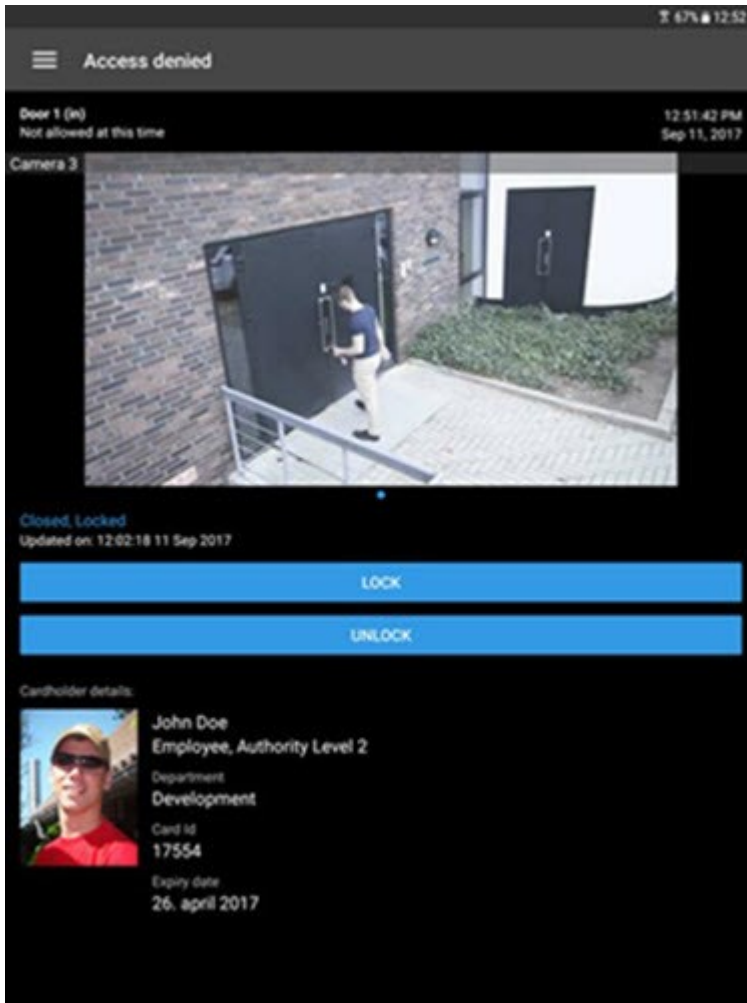 67% 12:52
Access denied
Door 1 (in)
12:51:42 PM
Not allowed at this time
Sep 11, 2017
Camera 3
Closed, Locked
Updated on: 12:02:18 11 Sep 2017
LOCK
UNLOCK
Cardholder details:
John Doe
Employee, Authority Level 2
Department
Development
Card Id
17554
Expiry date
26. april 2017